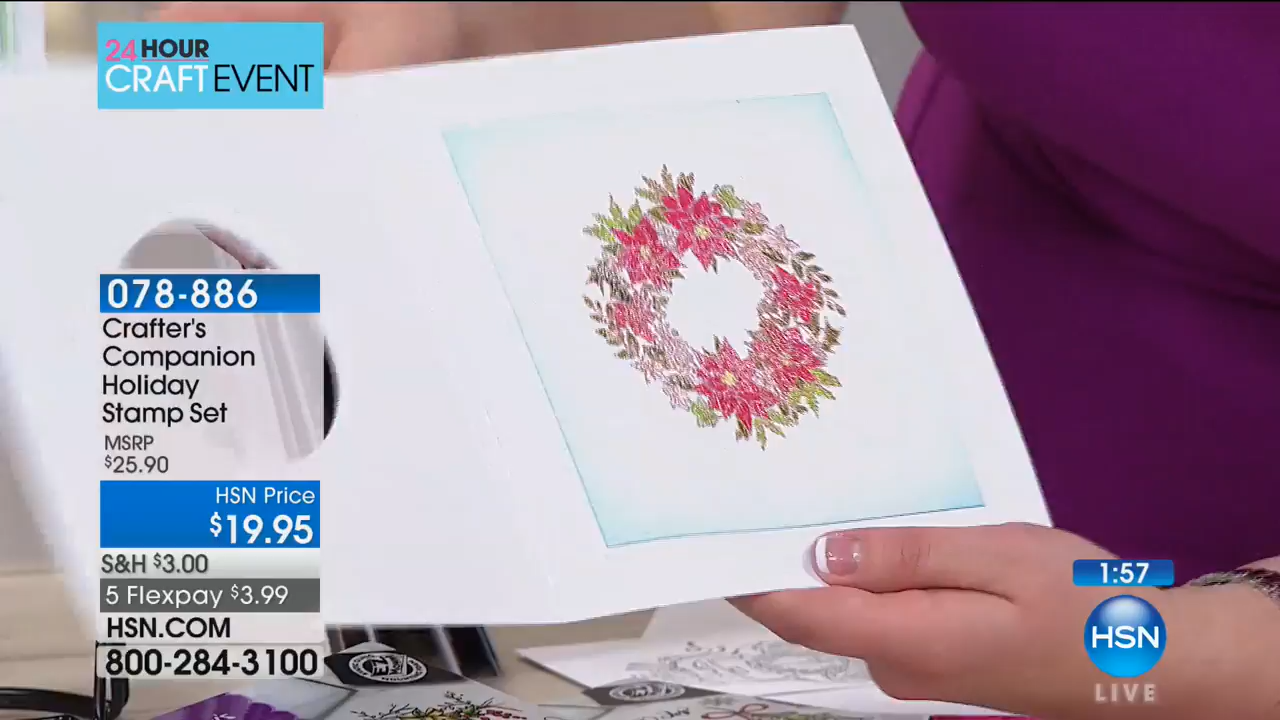 24 HOUR
CRAFT EVENT
078-886
Crafter's
Companion
Holiday
Stamp Set
MSRP
$25.90
HSN Price
$19.95
S&H $3.00
5 Flexpay $3.99
HSN.COM
800-284-3100
1:57
HSN
LIVE